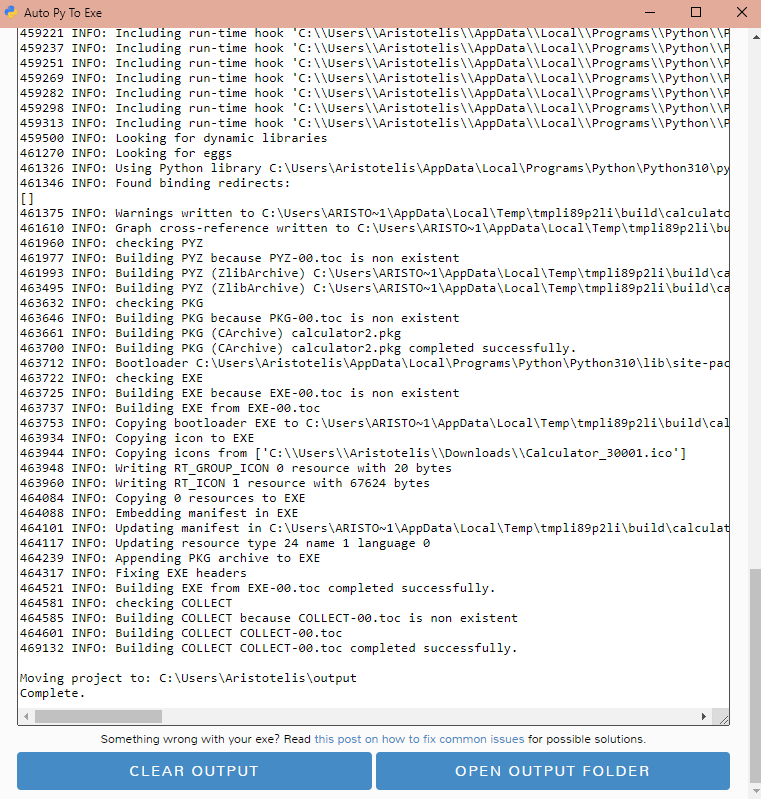 Auto Py To Exe
459221 INFO: Including run-time hook 'C:\\Users\\Aristotelis\\AppData\\Local\\Programs\\Python\\P
459237 INFO: Including run-time hook 'C:\\Users\\Aristotelis\\AppData\\Local\\Programs\\Python\\P
459251 INFO: Including run-time hook 'C:\\Users\\Aristotelis\\AppData\\Local\\Programs\\Python\\P
459269 INFO: Including run-time hook 'C:\\Users\\Aristotelis\\AppData\\Local\\Programs\\Python\\P
459282 INFO: Including run-time hook 'C:\\Users\\Aristotelis\\AppData\\Local\\Programs\\Python\\P
459298 INFO: Including run-time hook 'C:\\Users\\Aristotelis\\AppData\\Local\\Programs\\Python\\P
459313 INFO: Including run-time hook 'C:\\Users\\Aristotelis\\AppData\\Local\\Programs\\Python\\P
459500 INFO: Looking for dynamic libraries
461270 INFO: Looking for eggs
461326 INFO: Using Python library C:\Users\Aristotelis\AppData\Local\Programs\Python\Python310\py
461346 INFO: Found binding redirects:
[]
461375 INFO: Warnings written to C:\Users\ARISTO~1\AppData\Local\Temp\tmpli89p2li\build\calculato
461610 INFO: Graph cross-reference written to C:\Users\ARISTO~1\AppData\Local\Temp\tmpli89p2li\bu
461960 INFO: checking PYZ
461977 INFO: Building PYZ because PYZ-00.toc is non existent
461993 INFO: Building PYZ (ZlibArchive) C:\Users\ARISTO~1\AppData\Local\Temp\tmpli89p2li\build\ca
463495 INFO: Building PYZ (ZlibArchive) C:\Users\ARISTO~1\AppData\Local\Temp\tmpli89p2li\build\ca
463632 INFO: checking PKG
463646 INFO: Building PKG because PKG-00.toc is non existent
463661 INFO: Building PKG (CArchive) calculator2.pkg
463700 INFO: Building PKG (CArchive) calculator2.pkg completed successfully.
463712 INFO: Bootloader C:\Users\Aristotelis\AppData\Local\Programs\Python\Python310\lib\site-pac
463722 INFO: checking EXE
463725 INFO: Building EXE because EXE-00.toc is non existent
463737 INFO: Building EXE from EXE-00.toc
463753 INFO: Copying bootloader EXE to C:\Users\ARISTO~1\AppData\Local\Temp\tmpli89p2li\build\cal
463934 INFO: Copying icon to EXE
463944 INFO: Copying icons from ['C:\\Users\\Aristotelis\\Downloads\\Calculator_30001.ico']
463948 INFO: Writing RT_GROUP_ICON 0 resource with 20 bytes
463960 INFO: Writing RT_ICON 1 resource with 67624 bytes
464084 INFO: Copying 0 resources to EXE
464088 INFO: Embedding manifest in EXE
464101 INFO: Updating manifest in C:\Users\ARISTO~1\AppData\Local\Temp\tmpli89p2li\build\calculat
464117 INFO: Updating resource type 24 name 1 language 0
464239 INFO: Appending PKG archive to EXE
464317 INFO: Fixing EXE headers
464521 INFO: Building EXE from EXE-00.toc completed successfully.
464581 INFO: checking COLLECT
464585 INFO: Building COLLECT because COLLECT-00.toc is non existent
464601 INFO: Building COLLECT COLLECT-00.toc
469132 INFO: Building COLLECT COLLECT-00.toc completed successfully.
Moving project to: C:\Users\Aristotelis\output
Complete.
Something wrong with your exe? Read this post on how to fix common issues for possible solutions.
CLEAR OUTPUT
OPEN OUTPUT FOLDER